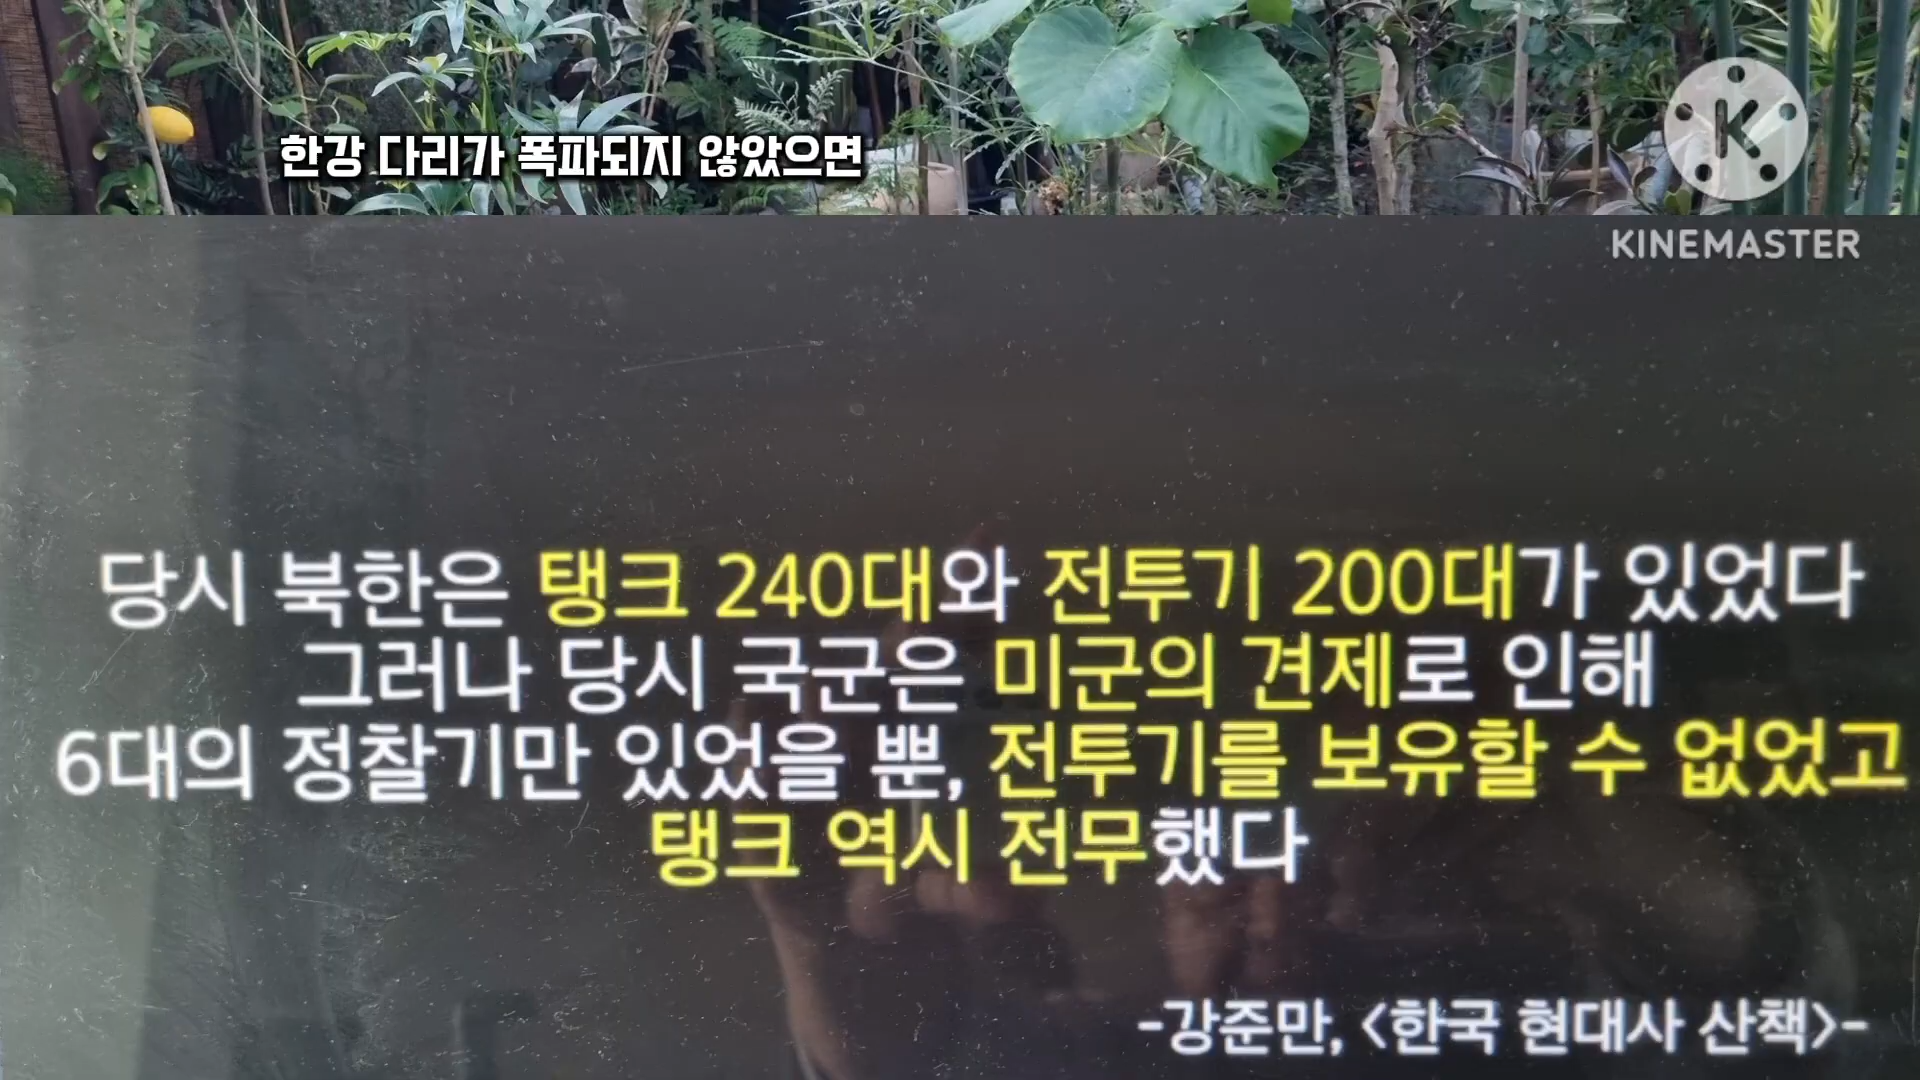 한강 다리가 폭파되지 않았으면
KINEMASTER
당시 북한은 탱크 240대와 전투기 200대가 있었다
그러나 당시 국군은 미군의 견제로 인해
6대의 정찰기만 있었을 뿐, 전투기를 보유할 수 없었고
탱크 역시 전무했다
-강준만, <한국 현대사 산책>-